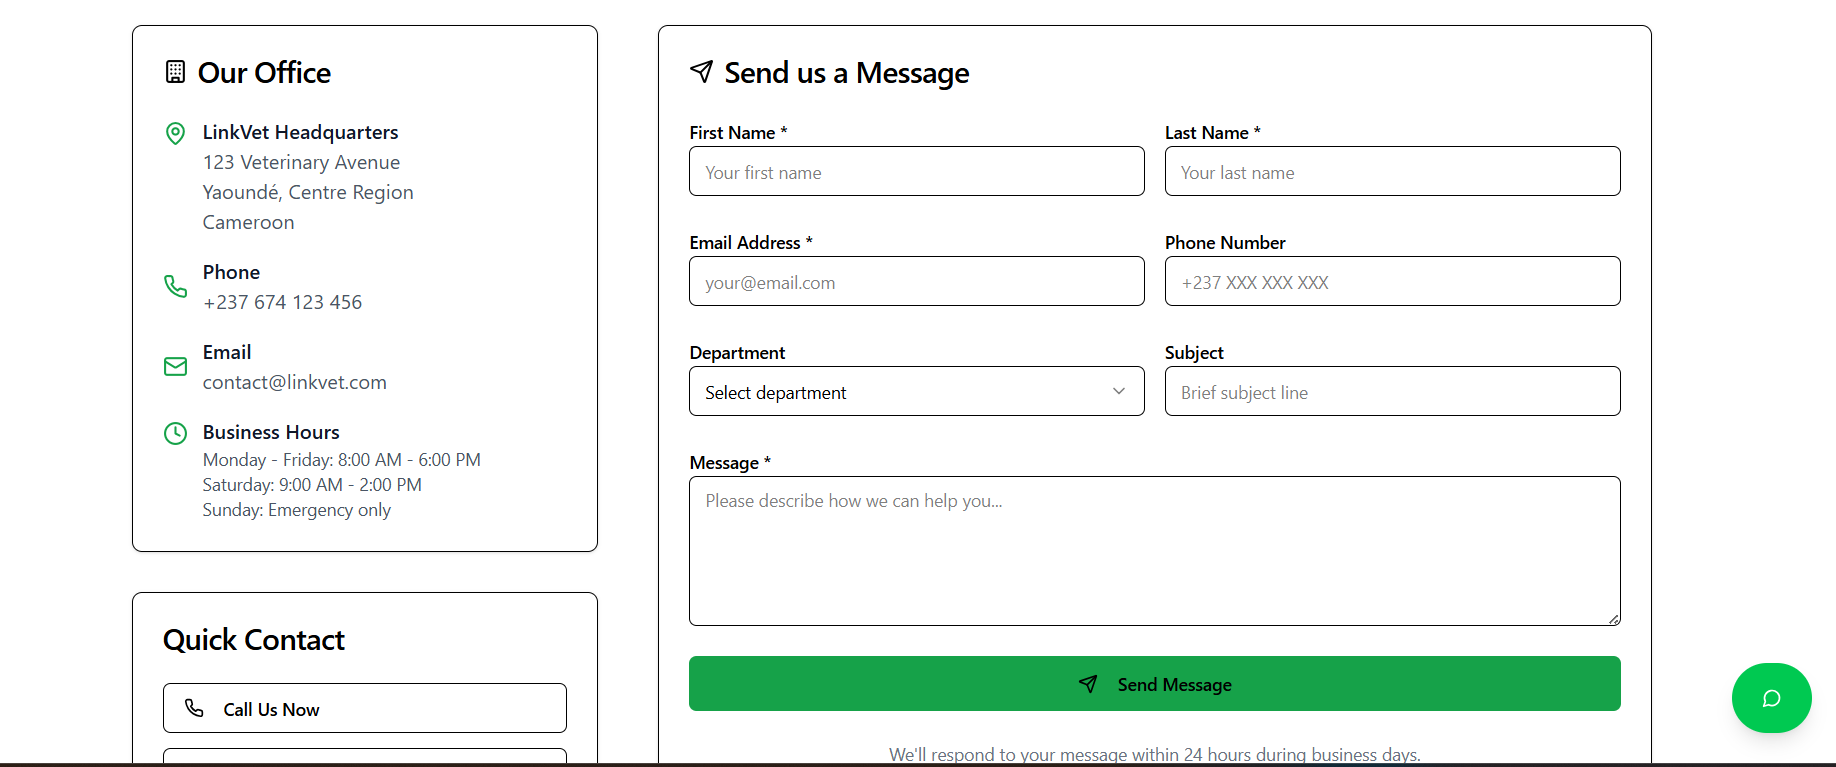 Our Office
LinkVet Headquarters
123 Veterinary Avenue
Yaoundé, Centre Region
Cameroon
Phone
+237 674 123 456
Email
contact@linkvet.com
Business Hours
Monday - Friday: 8:00 AM - 6:00 PM
Saturday: 9:00 AM - 2:00 PM
Sunday: Emergency only
Quick Contact
Call Us Now
Send us a Message
First Name *
Your first name
Last Name *
Your last name
Email Address *
your@email.com
Phone Number
+237 XXX XXX XXX
Department
Select department
Subject
Brief subject line
Message *
Please describe how we can help you...
Send Message
We'll respond to your message within 24 hours during business days.